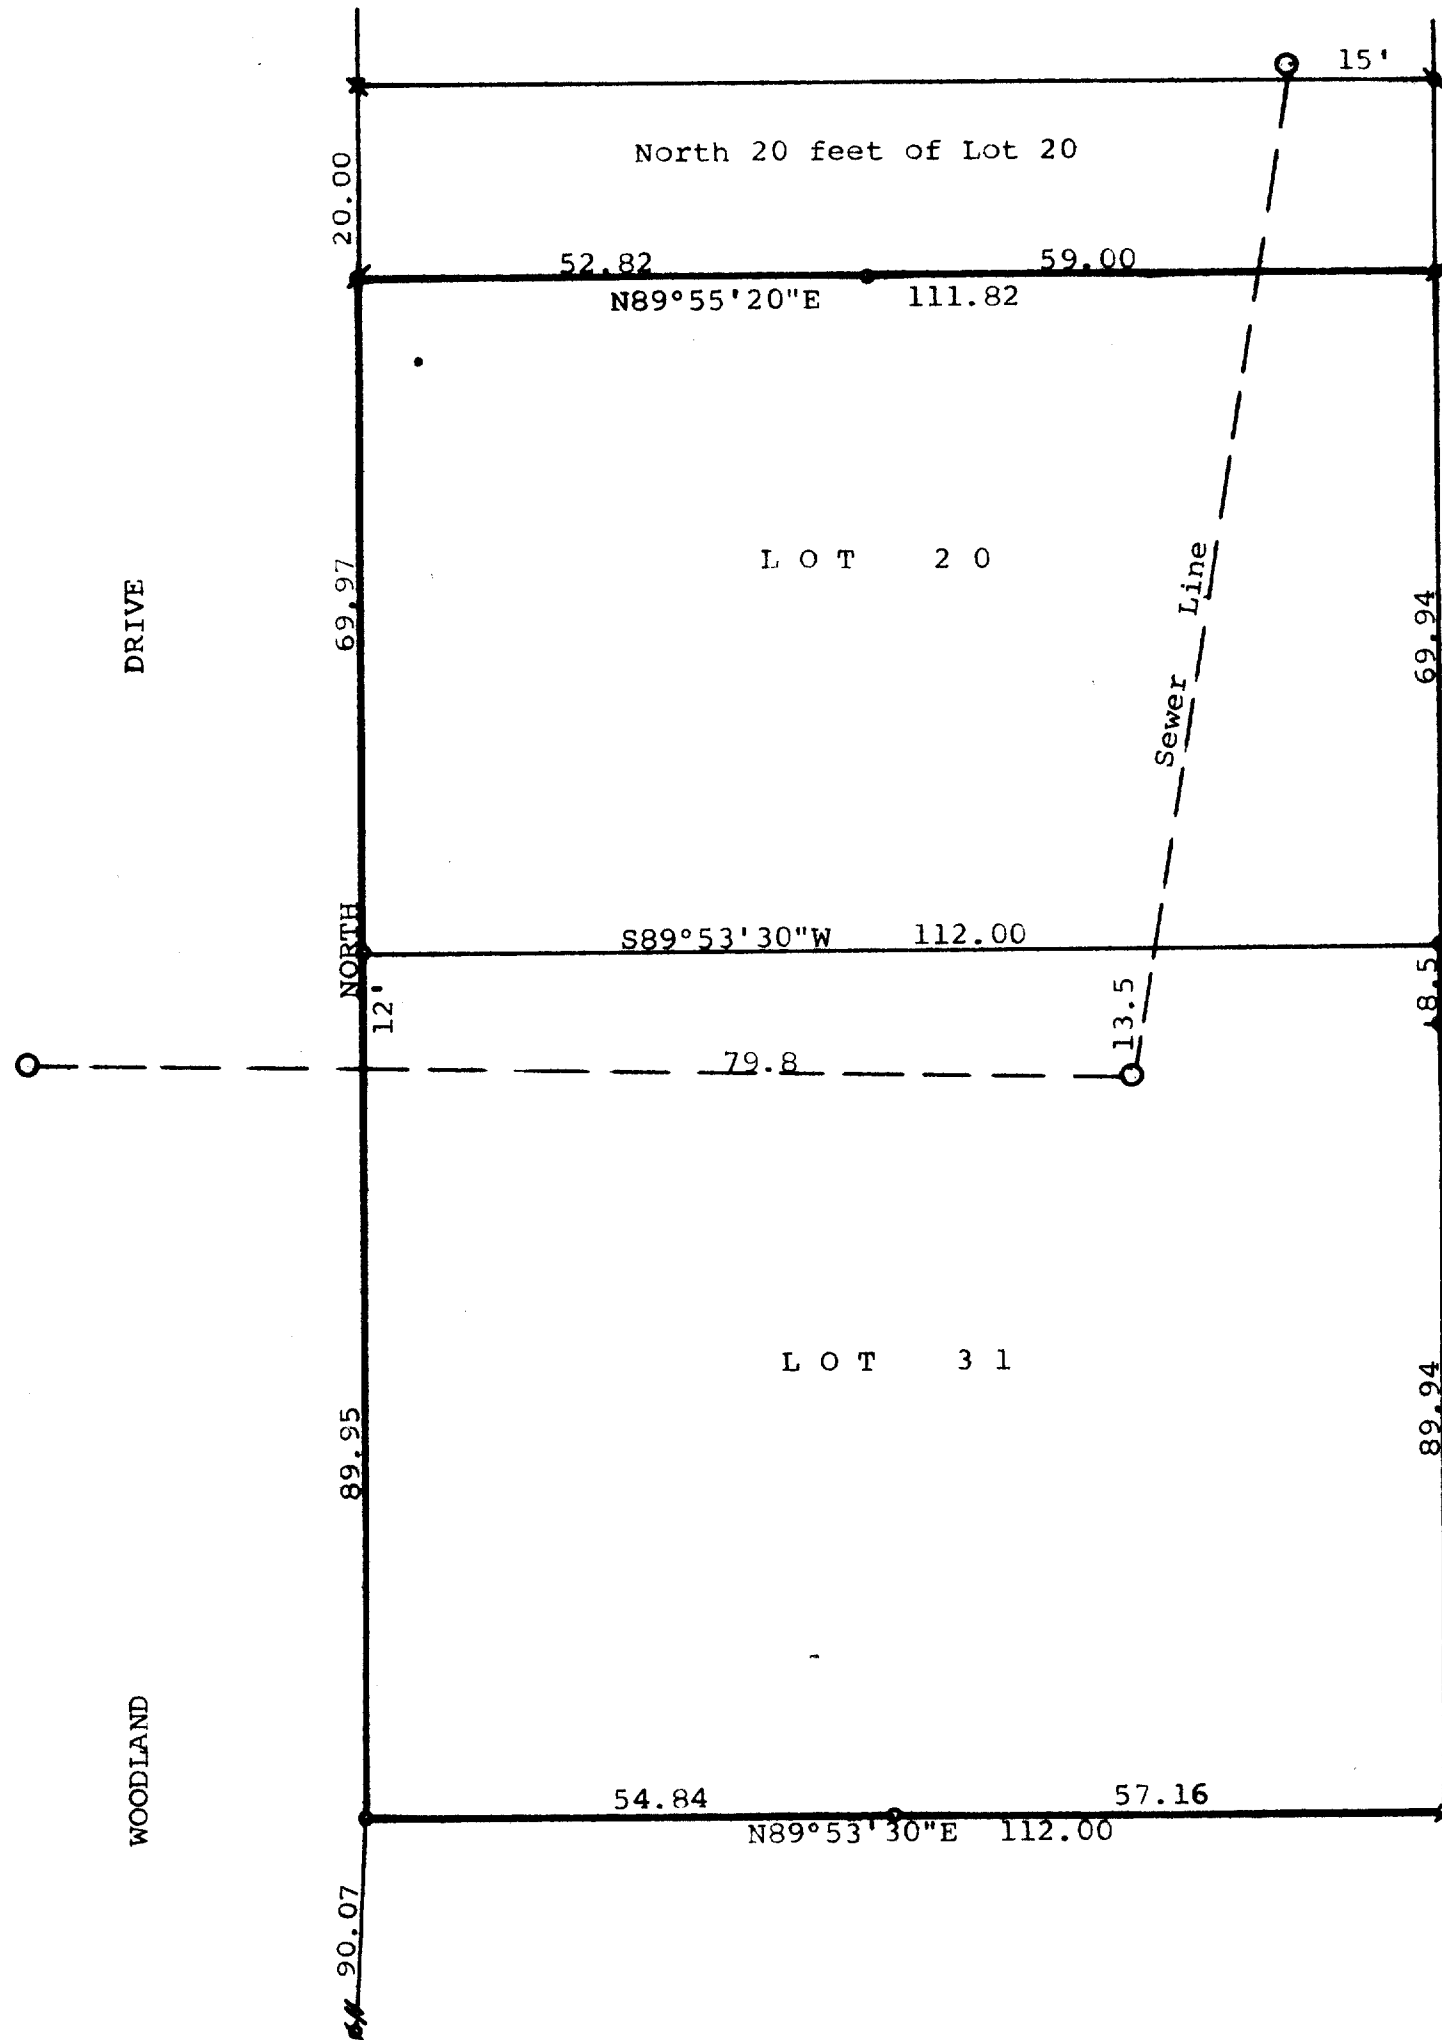 15'
North 20 feet of Lot 20
20.00
52.82 59.00
N89°55'20"E 111.82
LOT 20
DRIVE
69.97
Sewer Line
69.94
NORTH
S89°53'30"W 112.00
12'
13.5
8.5
79.8
LOT 31
89.95
89.94
WOODLAND
54.84 57.16
N89°53'30"E 112.00
90.07